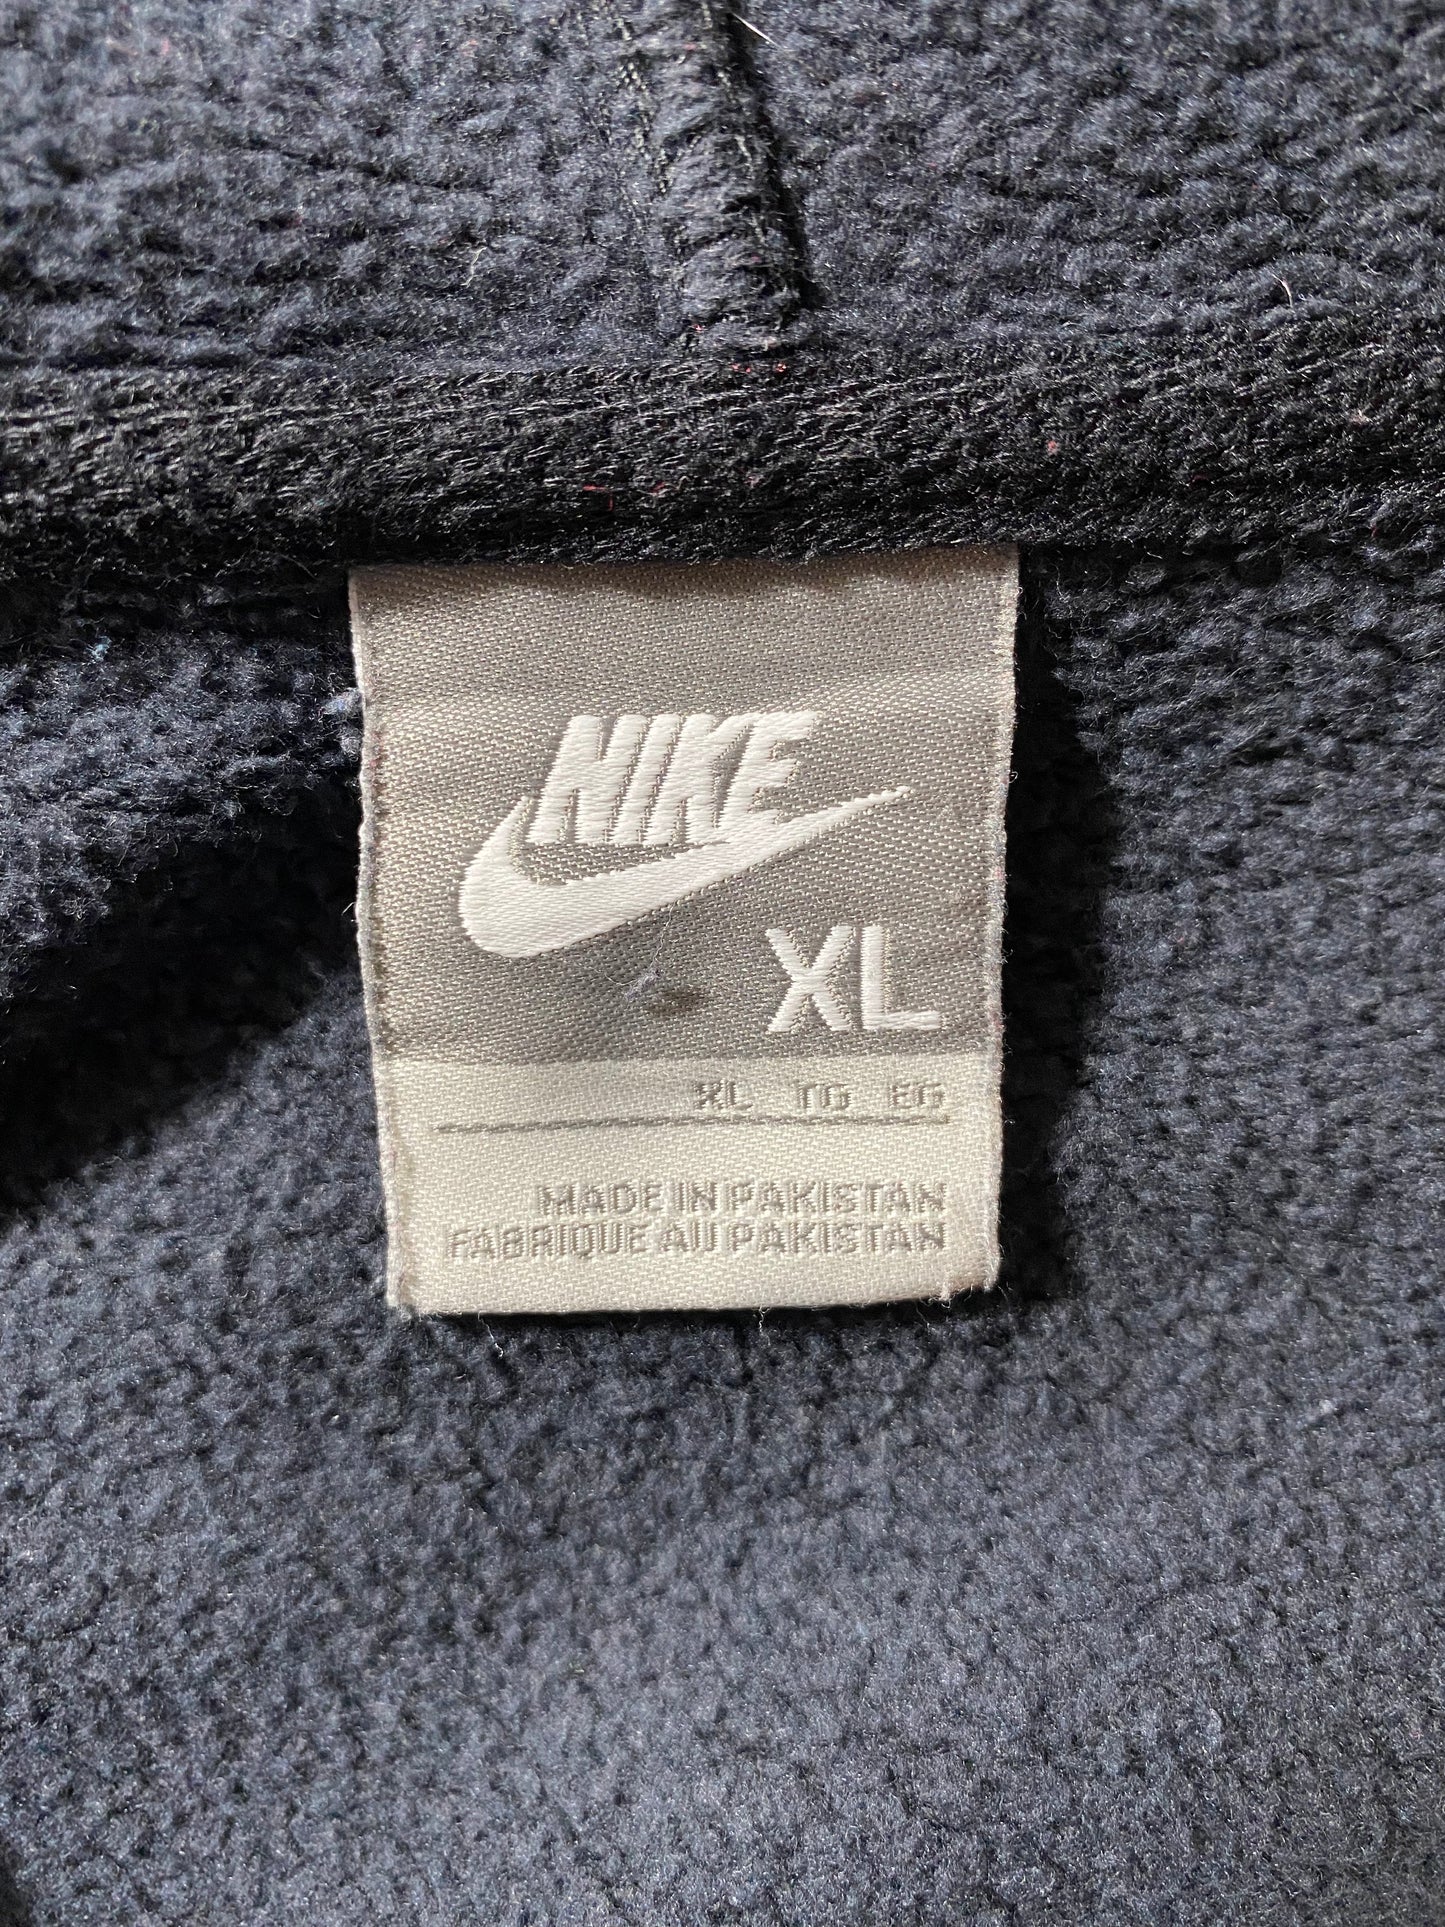 NIKE
XL
XL TG EG
MADE IN PAKISTAN
FABRIQUE AU PAKISTAN